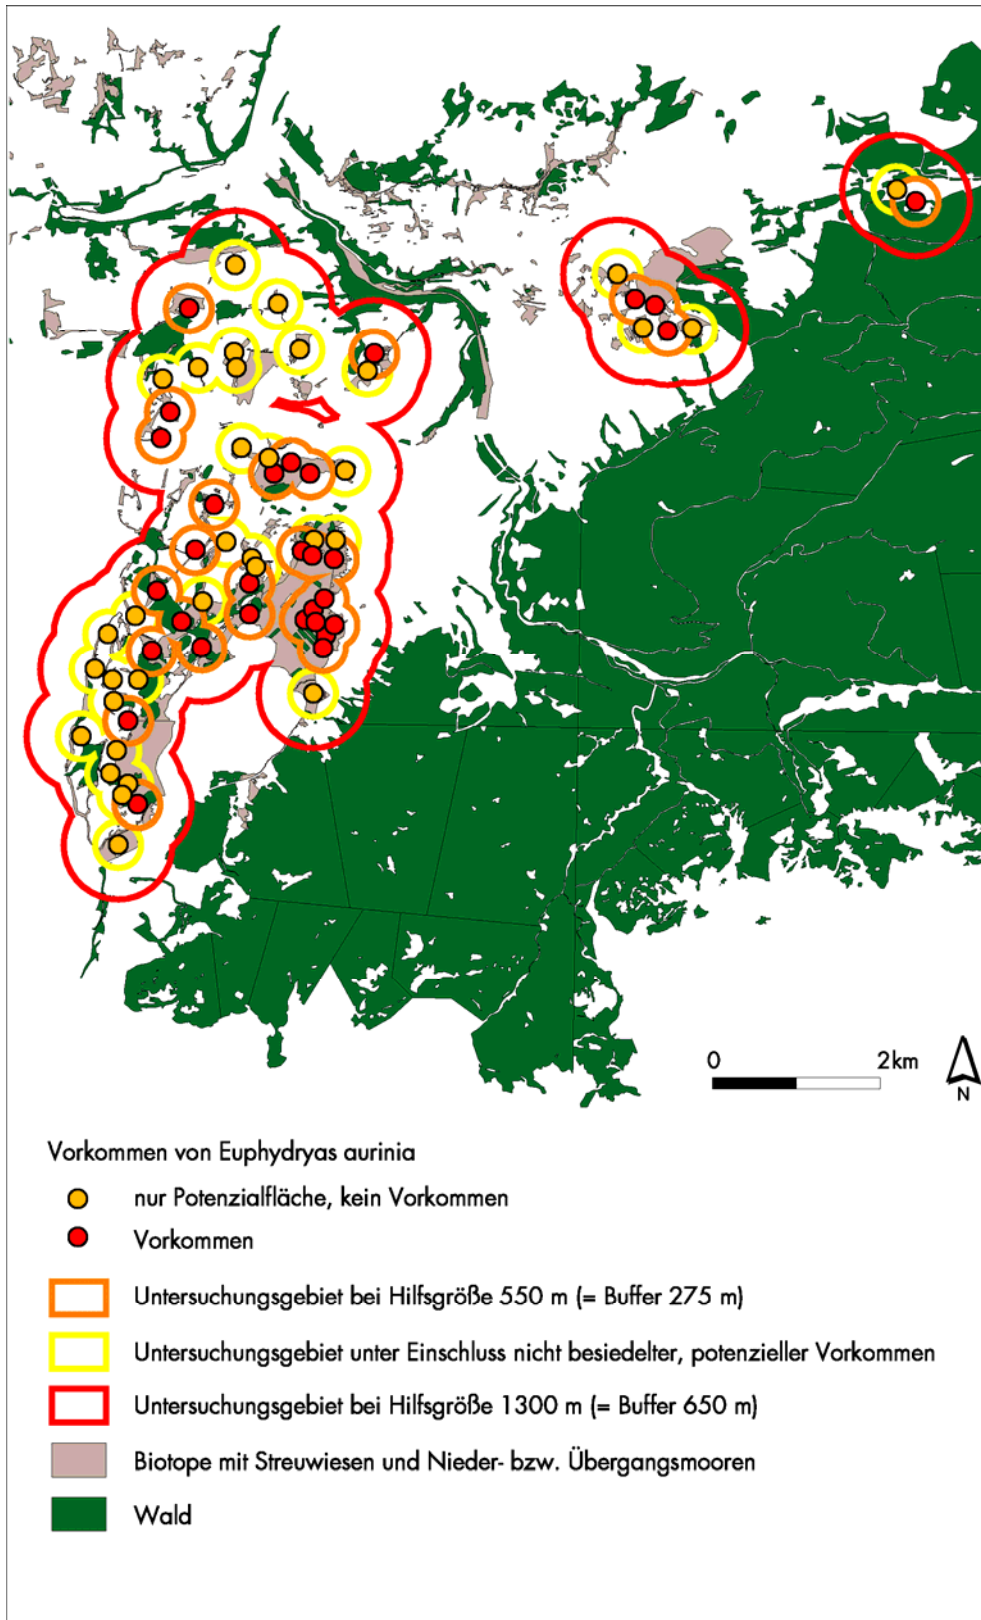 0 2km
N
Vorkommen von Euphydryas aurinia
nur Potenzialfläche, kein Vorkommen
Vorkommen
Untersuchungsgebiet bei Hilfsgröße 550 m (= Buffer 275 m)
Untersuchungsgebiet unter Einschluss nicht besiedelter, potenzieller Vorkommen
Untersuchungsgebiet bei Hilfsgröße 1300 m (= Buffer 650 m)
Biotope mit Streuwiesen und Nieder- bzw. Übergangsmooren
Wald